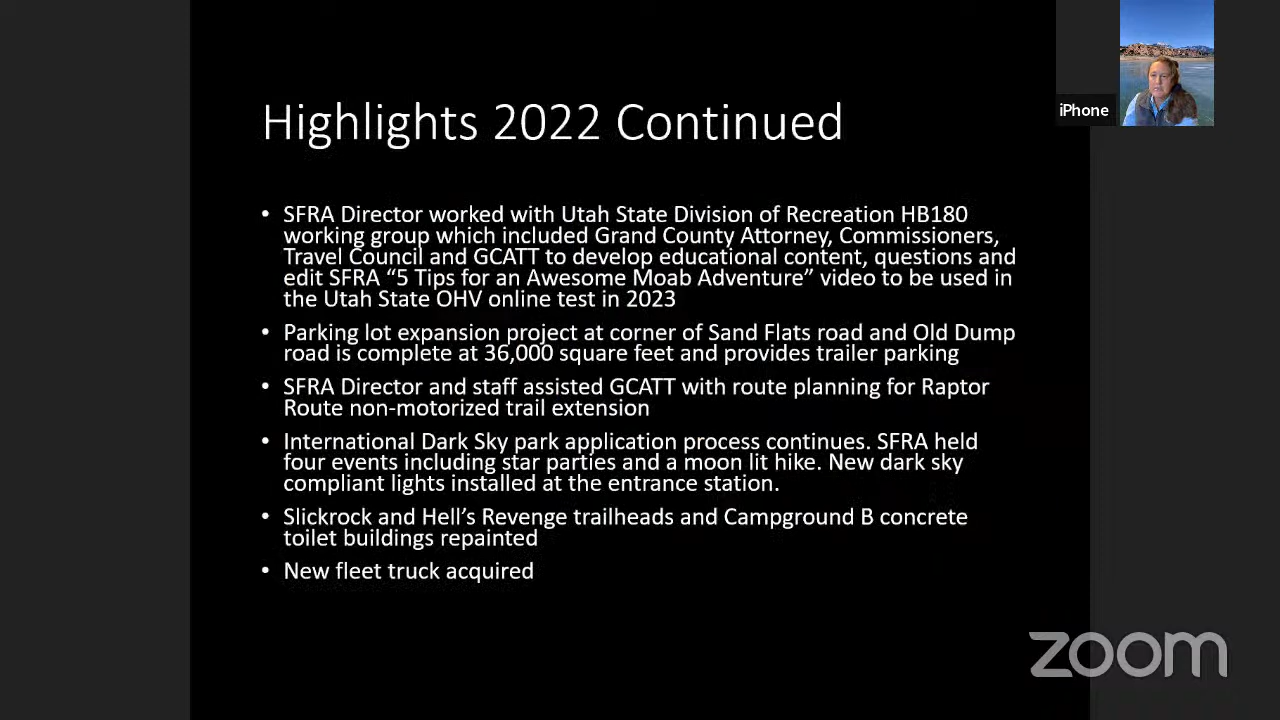 Highlights 2022 Continued
iPhone
• SFRA Director worked with Utah State Division of Recreation HB180
working group which included Grand County Attorney, Commissioners,
Travel Council and GCATT to develop educational content, questions and
edit SFRA “5 Tips for an Awesome Moab Adventure” video to be used in
the Utah State OHV online test in 2023
• Parking lot expansion project at corner of Sand Flats road and Old Dump
road is complete at 36,000 square feet and provides trailer parking
• SFRA Director and staff assisted GCATT with route planning for Raptor
Route non-motorized trail extension
• International Dark Sky park application process continues. SFRA held
four events including star parties and a moon lit hike. New dark sky
compliant lights installed at the entrance station.
• Slickrock and Hell’s Revenge trailheads and Campground B concrete
toilet buildings repainted
• New fleet truck acquired
zoom